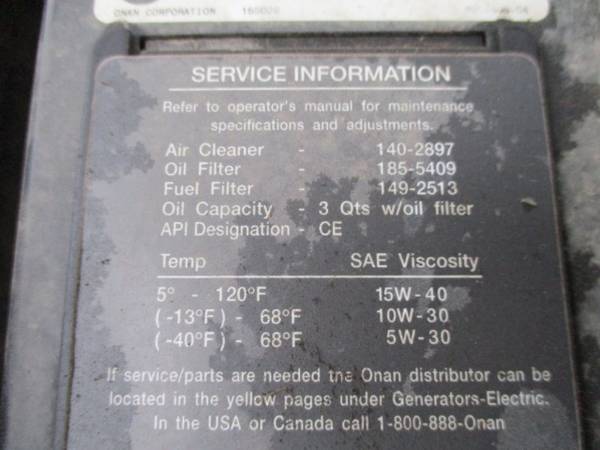 ONAN CORPORATION
SERVICE INFORMATION
Refer to operator's manual for maintenance
specifications and adjustments.
Air Cleaner - 140-2897
Oil Filter - 185-5409
Fuel Filter - 149-2513
Oil Capacity - 3 Qts w/oil filter
API Designation - CE
Temp SAE Viscosity
5° - 120°F 15W-40
(-13°F) - 68°F 10W-30
(-40°F) - 68°F 5W-30
If service/parts are needed the Onan distributor can be
located in the yellow pages under Generators-Electric.
In the USA or Canada call 1-800-888-Onan